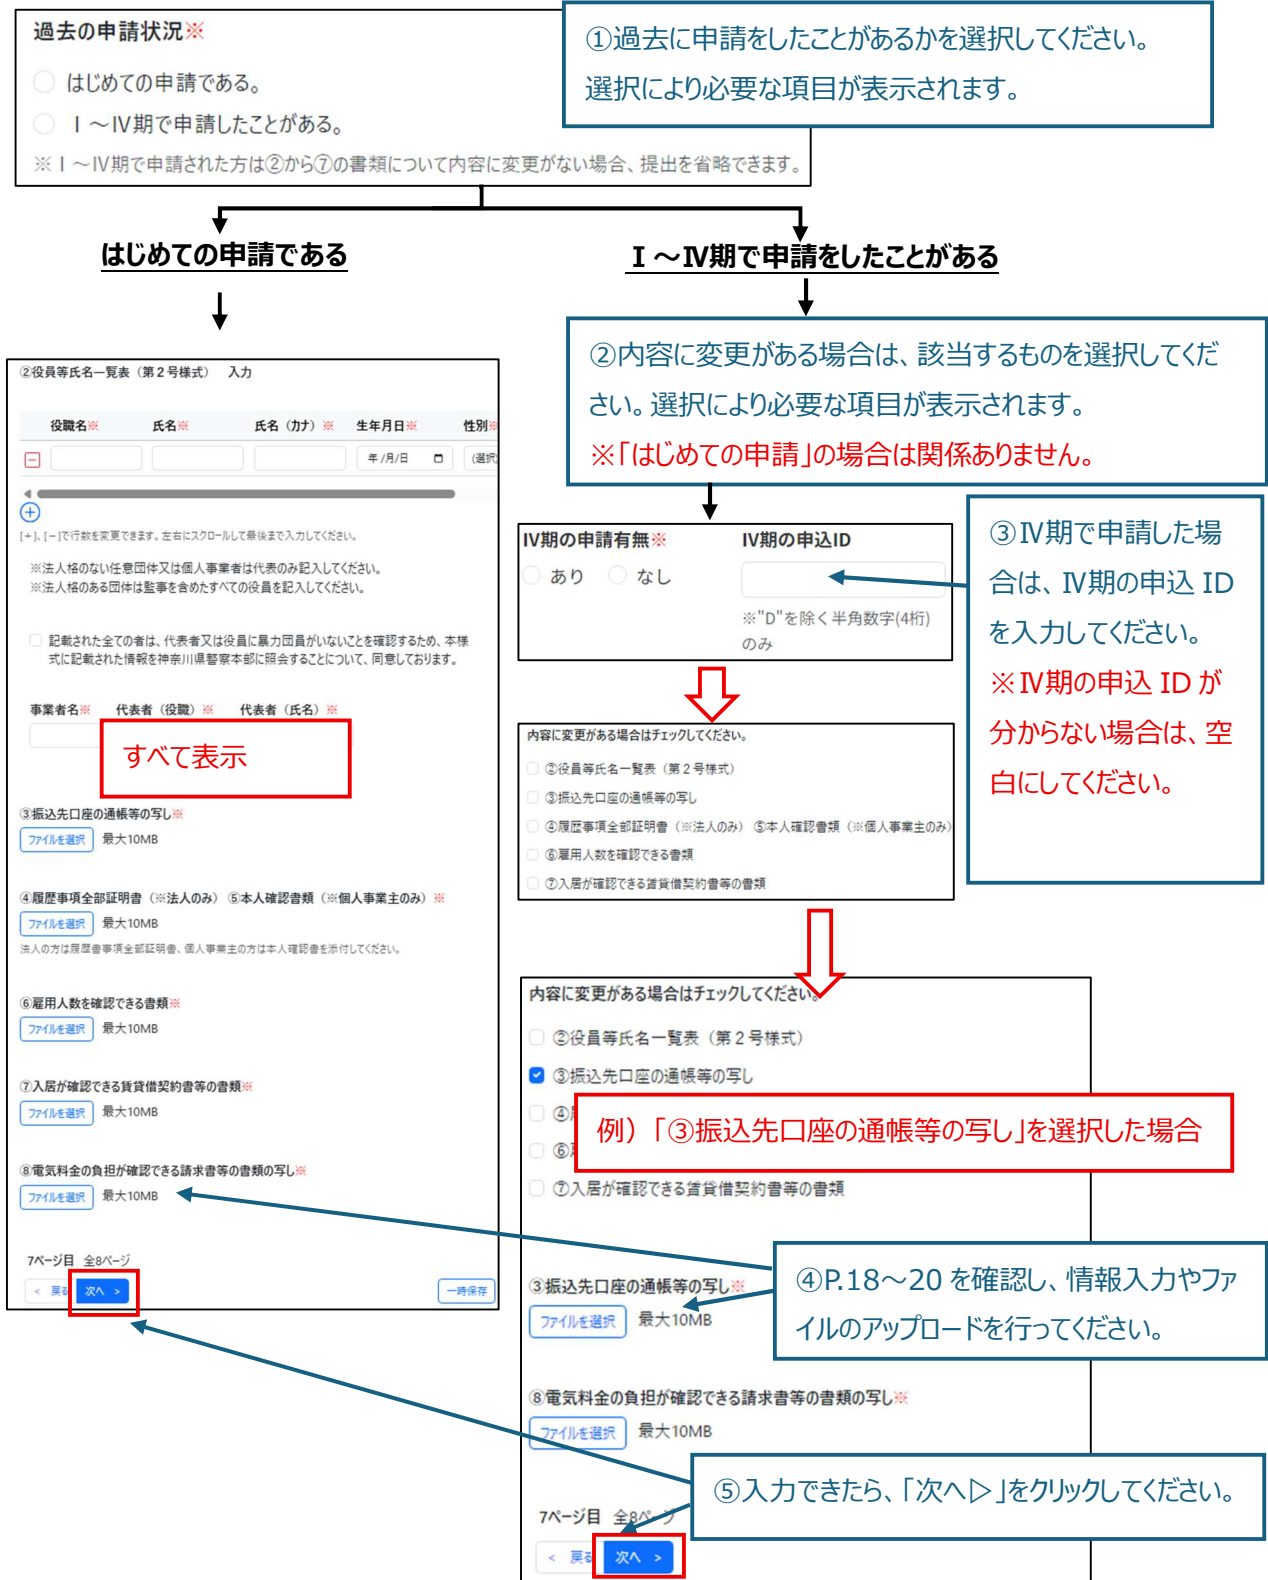 過去の申請状況※
はじめての申請である。
Ⅰ～Ⅳ期で申請したことがある。
※Ⅰ～Ⅳ期で申請された方は②から⑦の書類について内容に変更がない場合、提出を省略できます。
①過去に申請をしたことがあるかを選択してください。
選択により必要な項目が表示されます。
はじめての申請である
Ⅰ～Ⅳ期で申請をしたことがある
②役員等氏名一覧表（第２号様式） 入力
役職名※ 氏名※ 氏名（カナ）※ 生年月日※ 性別※
年 /月/日 (選択
[＋]、[－]で行数を変更できます。左右にスクロールして最後まで入力してください。
※法人格のない任意団体又は個人事業者は代表のみ記入してください。
※法人格のある団体は監事を含めたすべての役員を記入してください。
記載された全ての者は、代表者又は役員に暴力団員がいないことを確認するため、本様
式に記載された情報を神奈川県警察本部に照会することについて、同意しております。
事業者名※ 代表者（役職）※ 代表者（氏名）※
すべて表示
③振込先口座の通帳等の写し※
ファイルを選択 最大10MB
④履歴事項全部証明書（※法人のみ）⑤本人確認書類（※個人事業主のみ）※
ファイルを選択 最大10MB
法人の方は履歴書事項全部証明書、個人事業主の方は本人確認書を添付してください。
⑥雇用人数を確認できる書類※
ファイルを選択 最大10MB
⑦入居が確認できる賃貸借契約書等の書類※
ファイルを選択 最大10MB
⑧電気料金の負担が確認できる請求書等の書類の写し※
ファイルを選択 最大10MB
7ページ目 全8ページ
< 戻る 次へ >
一時保存
②内容に変更がある場合は、該当するものを選択してくだ
さい。選択により必要な項目が表示されます。
※「はじめての申請」の場合は関係ありません。
Ⅳ期の申請有無※ Ⅳ期の申込ID
あり なし
※"D"を除く半角数字(4桁)
のみ
③Ⅳ期で申請した場
合は、Ⅳ期の申込 ID
を入力してください。
※Ⅳ期の申込 ID が
分からない場合は、空
白にしてください。
内容に変更がある場合はチェックしてください。
②役員等氏名一覧表（第２号様式）
③振込先口座の通帳等の写し
④履歴事項全部証明書（※法人のみ）⑤本人確認書類（※個人事業主のみ）
⑥雇用人数を確認できる書類
⑦入居が確認できる賃貸借契約書等の書類
内容に変更がある場合はチェックしてください。
②役員等氏名一覧表（第２号様式）
③振込先口座の通帳等の写し
④
⑥
例）「③振込先口座の通帳等の写し」を選択した場合
⑦入居が確認できる賃貸借契約書等の書類
③振込先口座の通帳等の写し※
ファイルを選択 最大10MB
④P.18～20 を確認し、情報入力やファ
イルのアップロードを行ってください。
⑧電気料金の負担が確認できる請求書等の書類の写し※
ファイルを選択 最大10MB
⑤入力できたら、「次へ▷」をクリックしてください。
7ページ目 全8ページ
< 戻る 次へ >